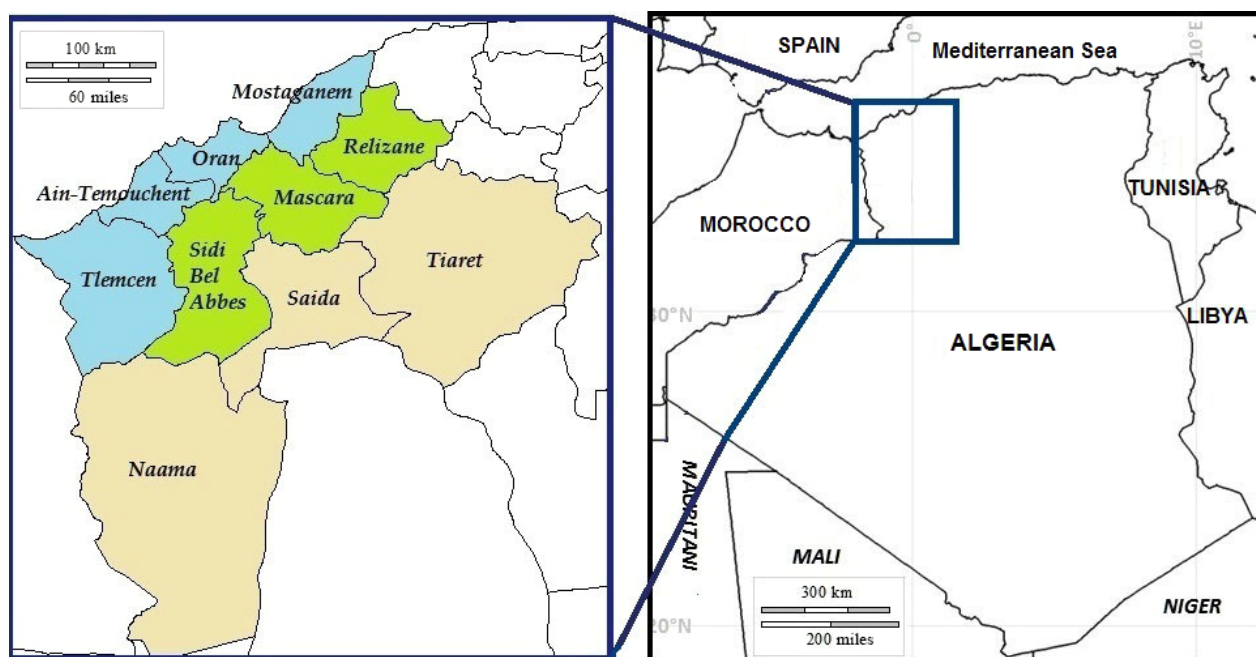 100 km
60 miles
Mostaganem
Oran
Relizane
Ain-Temouchent
Mascara
Sidi
Bel
Abbes
Tlemcen
Saida
Tiaret
Naama
SPAIN
0°
Mediterranean Sea
10°E
TUNISIA
MOROCCO
30°N
LIBYA
ALGERIA
MAURITANI
MALI
300 km
200 miles
NIGER
20°N